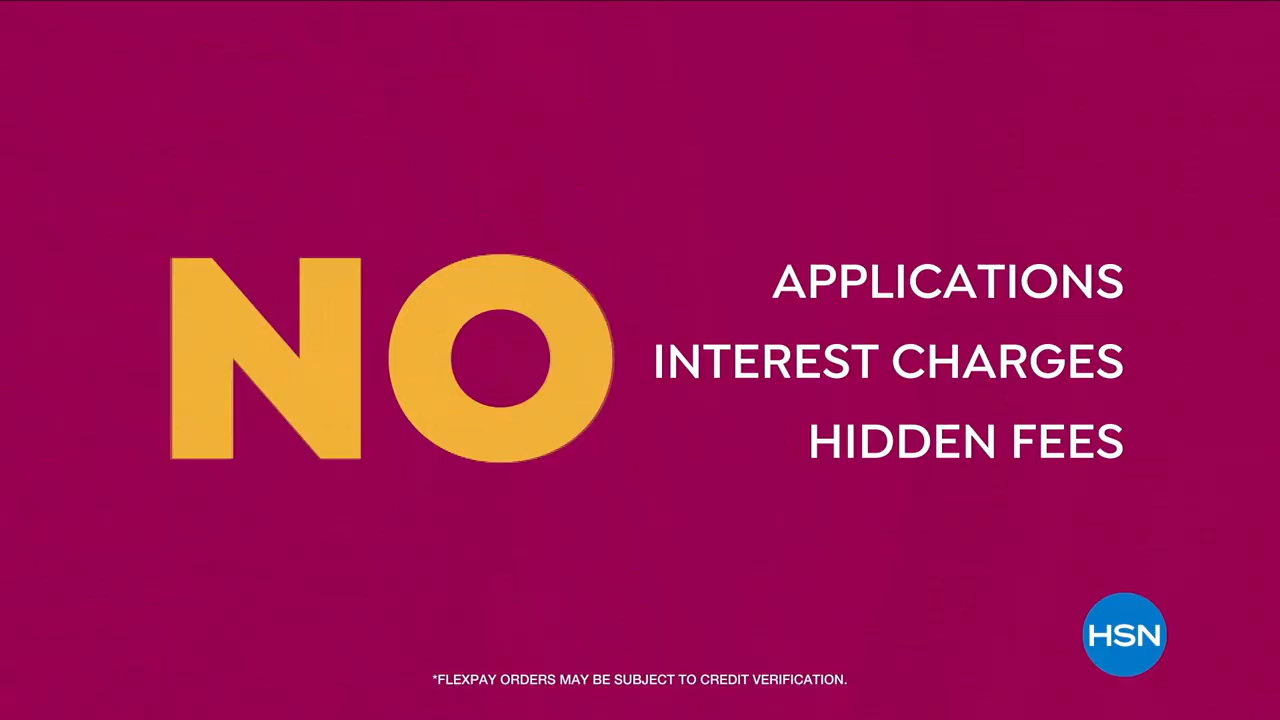 NO
APPLICATIONS
INTEREST CHARGES
HIDDEN FEES
HSN
*FLEXPAY ORDERS MAY BE SUBJECT TO CREDIT VERIFICATION.